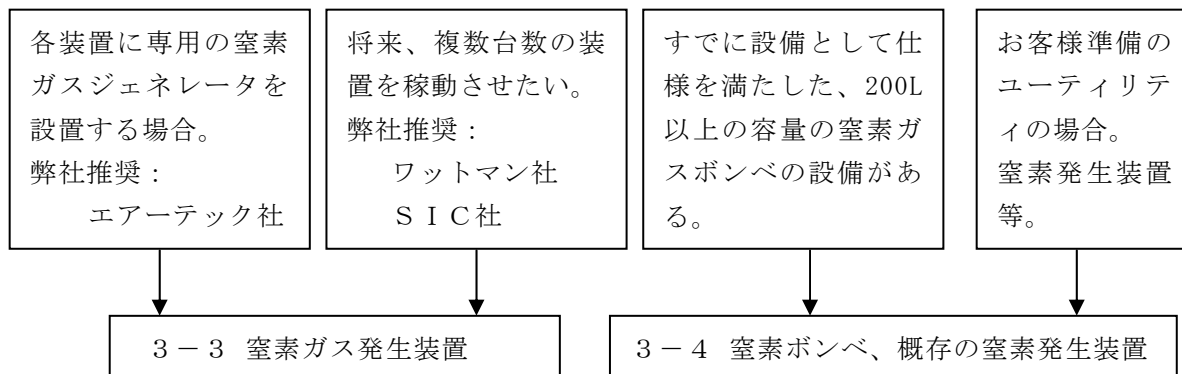 各装置に専用の窒素
ガスジェネレータを
設置する場合。
弊社推奨：
エアーテック社
将来、複数台数の装
置を稼動させたい。
弊社推奨：
ワットマン社
ＳＩＣ社
すでに設備として仕
様を満たした、200L
以上の容量の窒素ガ
スボンベの設備があ
る。
お客様準備の
ユーティリテ
ィの場合。
窒素発生装置
等。
３－３ 窒素ガス発生装置
３－４ 窒素ボンベ、概存の窒素発生装置